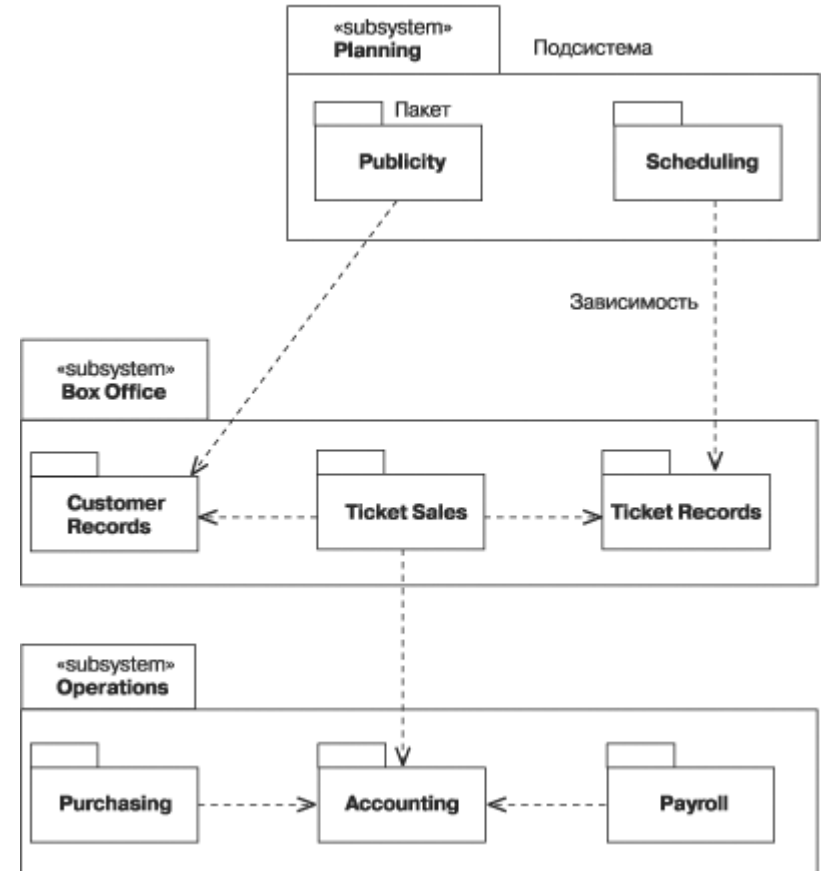 «subsystem»
Planning
Подсистема
Пакет
Publicity
Scheduling
Зависимость
«subsystem»
Box Office
Customer
Records
Ticket Sales
Ticket Records
«subsystem»
Operations
Purchasing
Accounting
Payroll